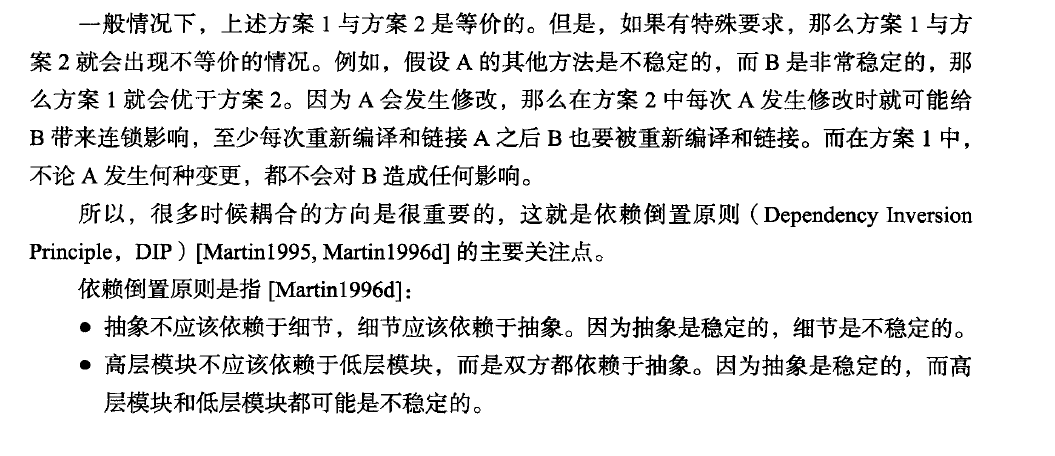 一般情况下，上述方案 1 与方案 2 是等价的。但是，如果有特殊要求，那么方案 1 与方
案 2 就会出现不等价的情况。例如，假设 A 的其他方法是不稳定的，而 B 是非常稳定的，那
么方案 1 就会优于方案 2。因为 A 会发生修改，那么在方案 2 中每次 A 发生修改时就可能给
B 带来连锁影响，至少每次重新编译和链接 A 之后 B 也要被重新编译和链接。而在方案 1 中，
不论 A 发生何种变更，都不会对 B 造成任何影响。
所以，很多时候耦合的方向是很重要的，这就是依赖倒置原则（Dependency Inversion
Principle，DIP）[Martin1995, Martin1996d] 的主要关注点。
依赖倒置原则是指 [Martin1996d]：
● 抽象不应该依赖于细节，细节应该依赖于抽象。因为抽象是稳定的，细节是不稳定的。
● 高层模块不应该依赖于低层模块，而是双方都依赖于抽象。因为抽象是稳定的，而高
层模块和低层模块都可能是不稳定的。